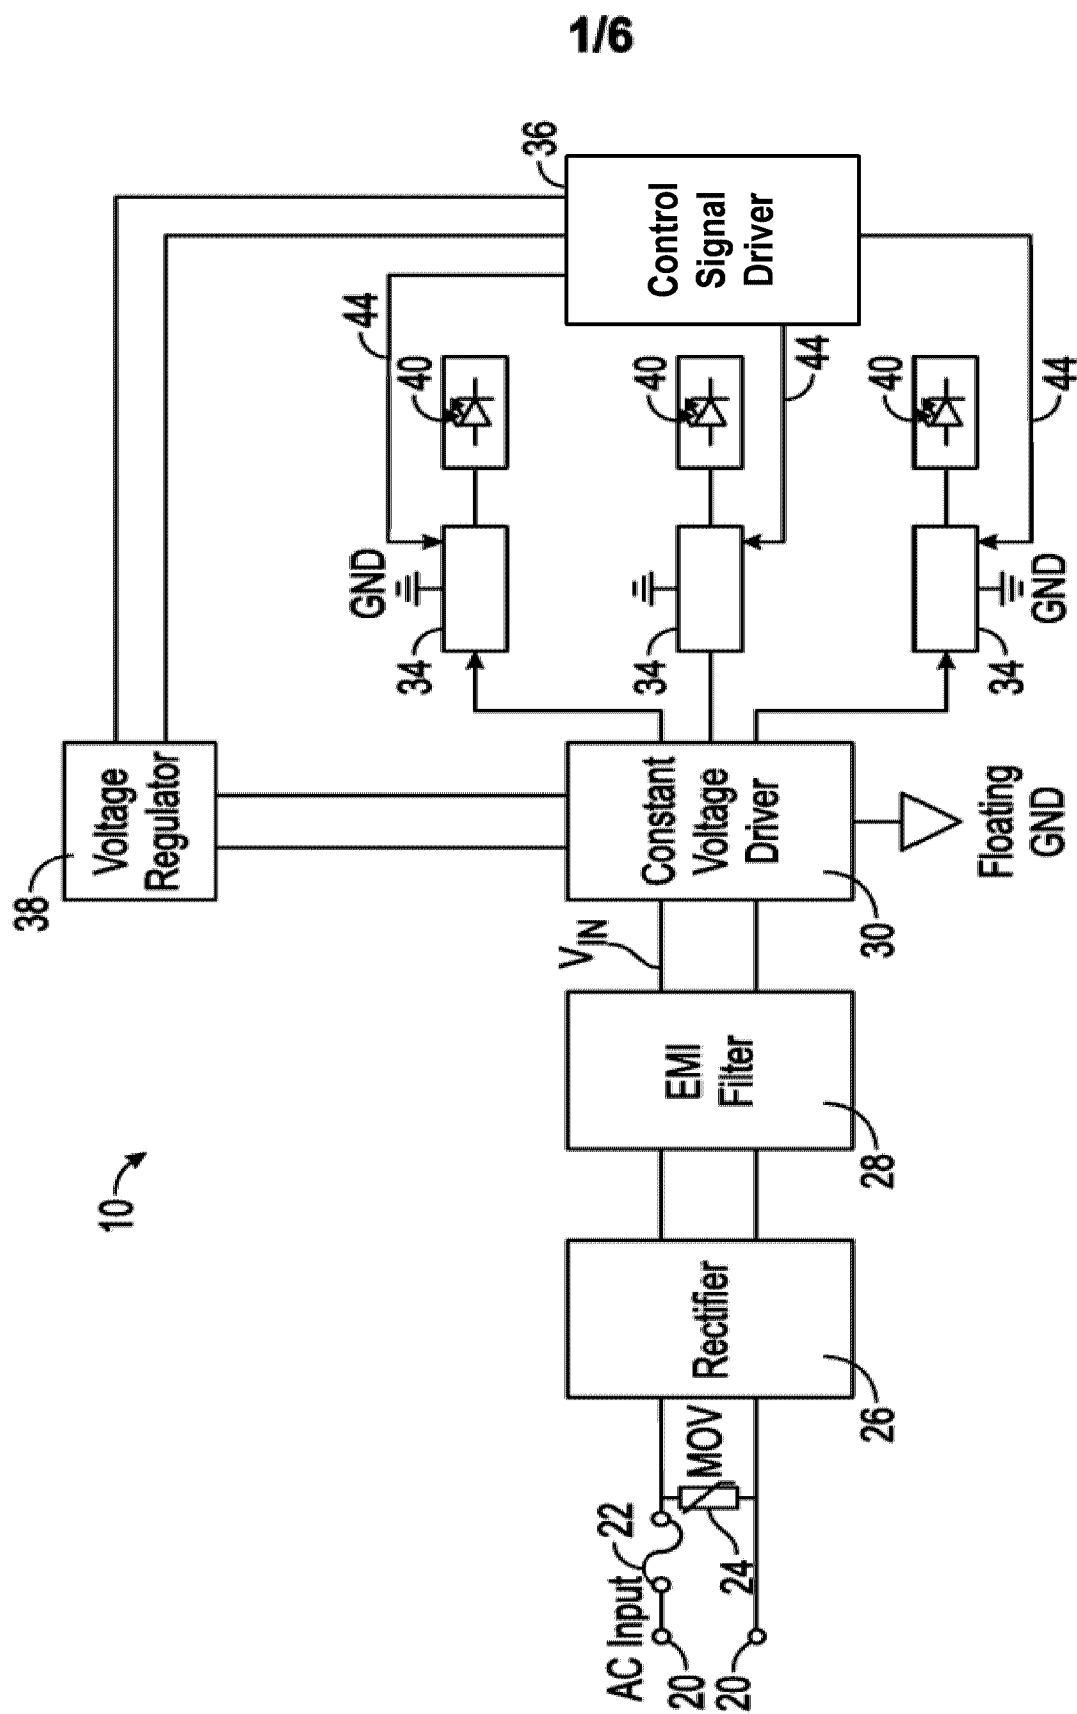 1/6
10
AC Input
20
20
22
24
MOV
Rectifier
26
EMI
Filter
28
VIN
Constant
Voltage
Driver
30
Floating
GND
Voltage
Regulator
38
GND
34
34
34
GND
40
40
40
44
44
44
Control
Signal
Driver
36